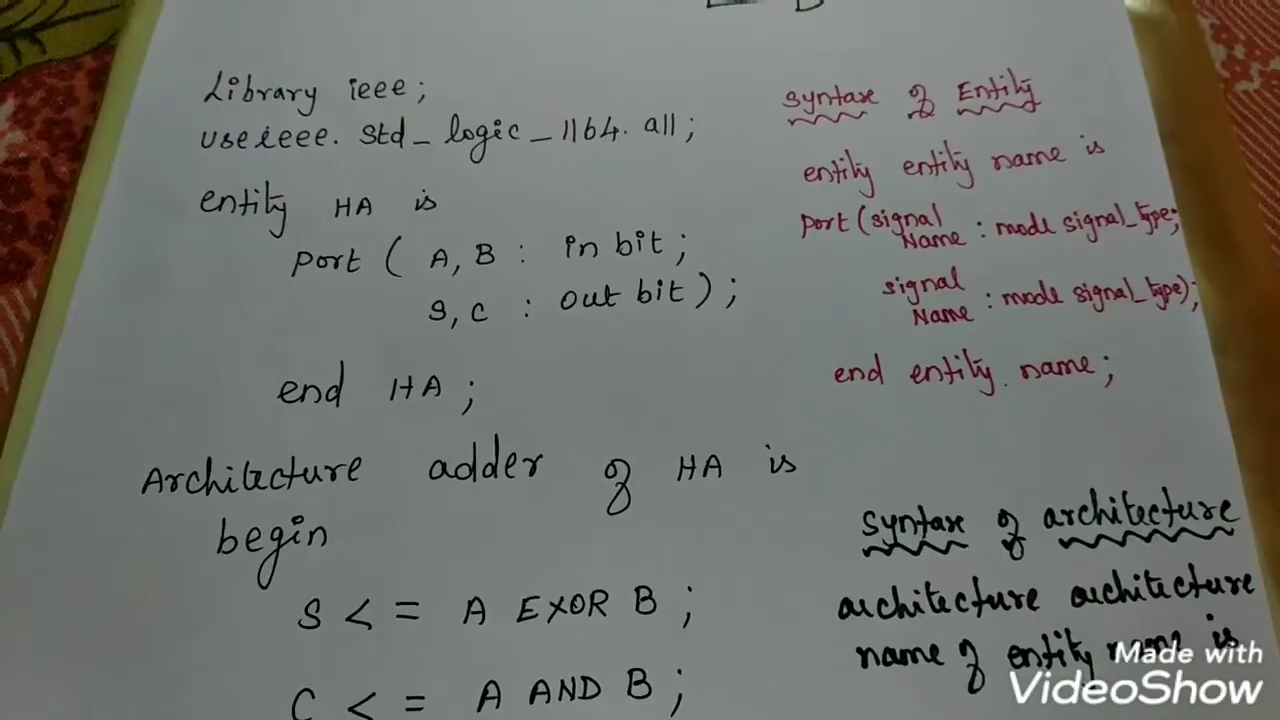 Library ieee;
use ieee. Std_logic_1164. all;
entity HA is
port ( A, B : in bit ;
S, C : out bit ) ;
end HA ;
Architecture adder of HA is
begin
S < = A EXOR B ;
C < = A AND B ;
syntax of Entity
entity entity name is
port (signal
Name : mode signal_type;
signal
Name : mode signal_type);
end entity name;
syntax of architecture
architecture architecture
name of entity name is
Made with
VideoShow